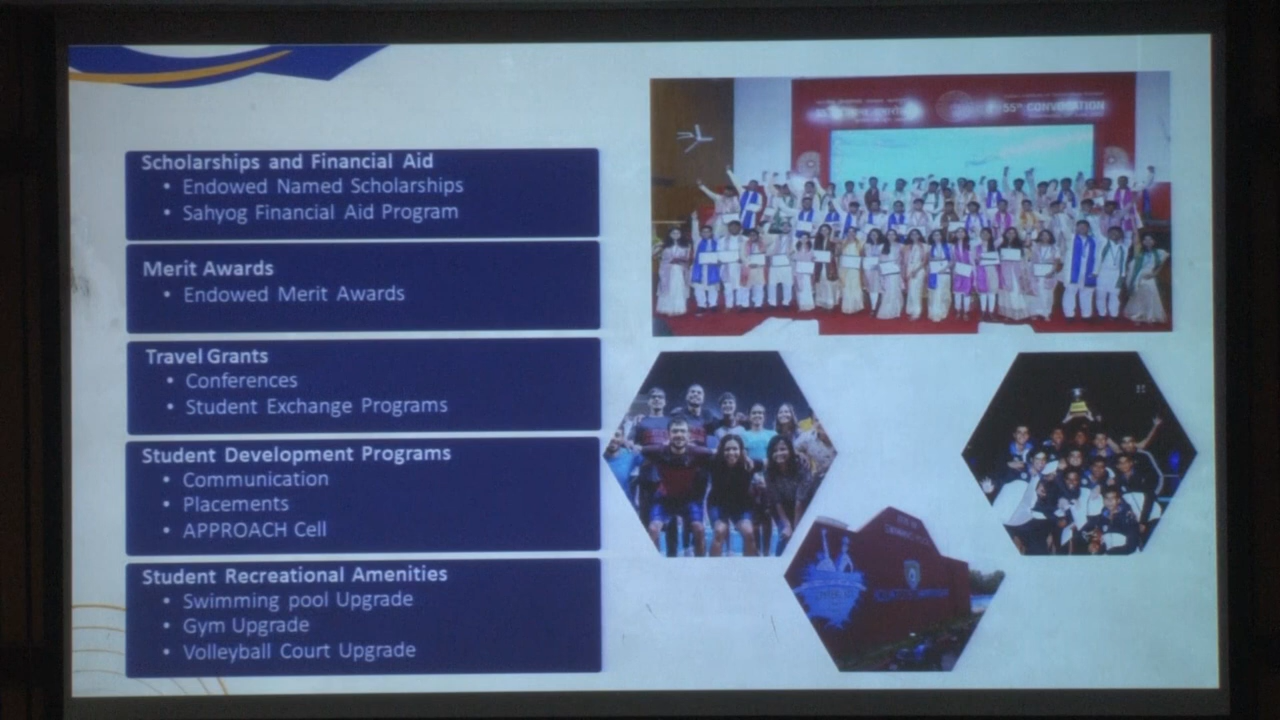 Scholarships and Financial Aid
• Endowed Named Scholarships
• Sahyog Financial Aid Program
Merit Awards
• Endowed Merit Awards
Travel Grants
• Conferences
• Student Exchange Programs
Student Development Programs
• Communication
• Placements
• APPROACH Cell
Student Recreational Amenities
• Swimming pool Upgrade
• Gym Upgrade
• Volleyball Court Upgrade
55TH CONVOCATION